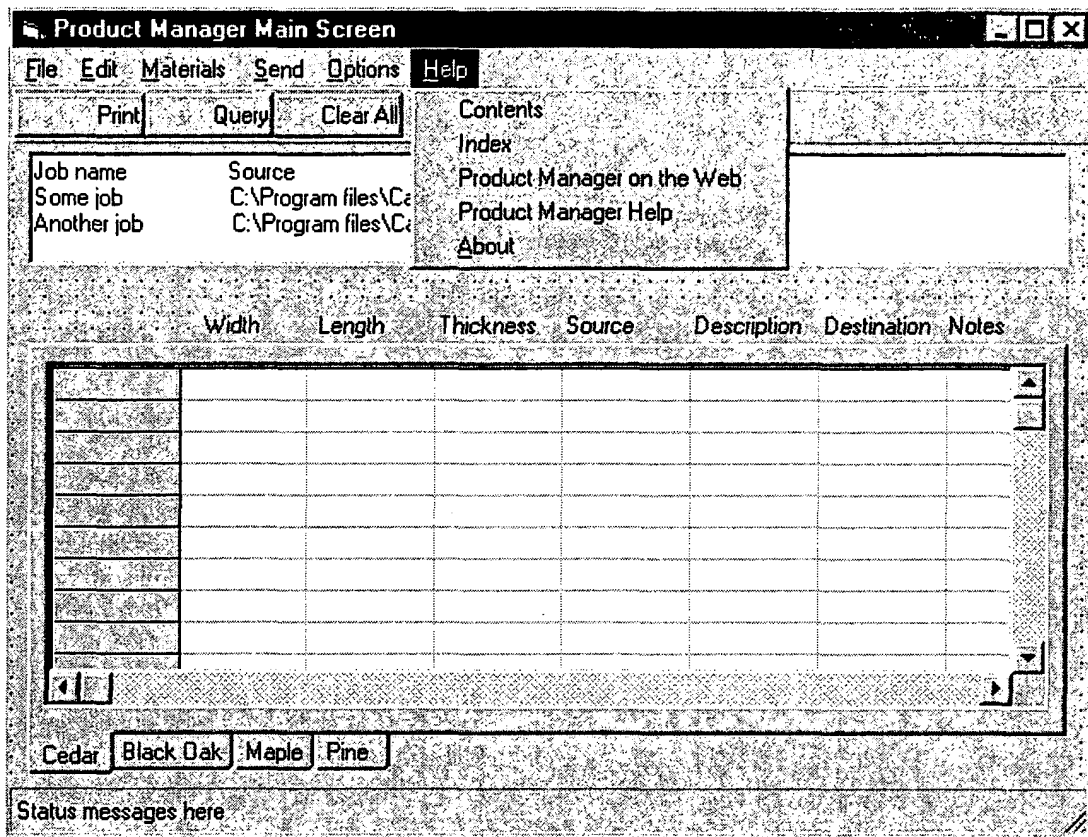 Product Manager Main Screen
File Edit Materials Send Options Help
Print Query Clear All
Contents
Index
Product Manager on the Web
Product Manager Help
About
Job name Source
Some job C:\Program files\Ca
Another job C:\Program files\Ca
Width Length Thickness Source Description Destination Notes
Cedar Black Oak Maple Pine
Status messages here